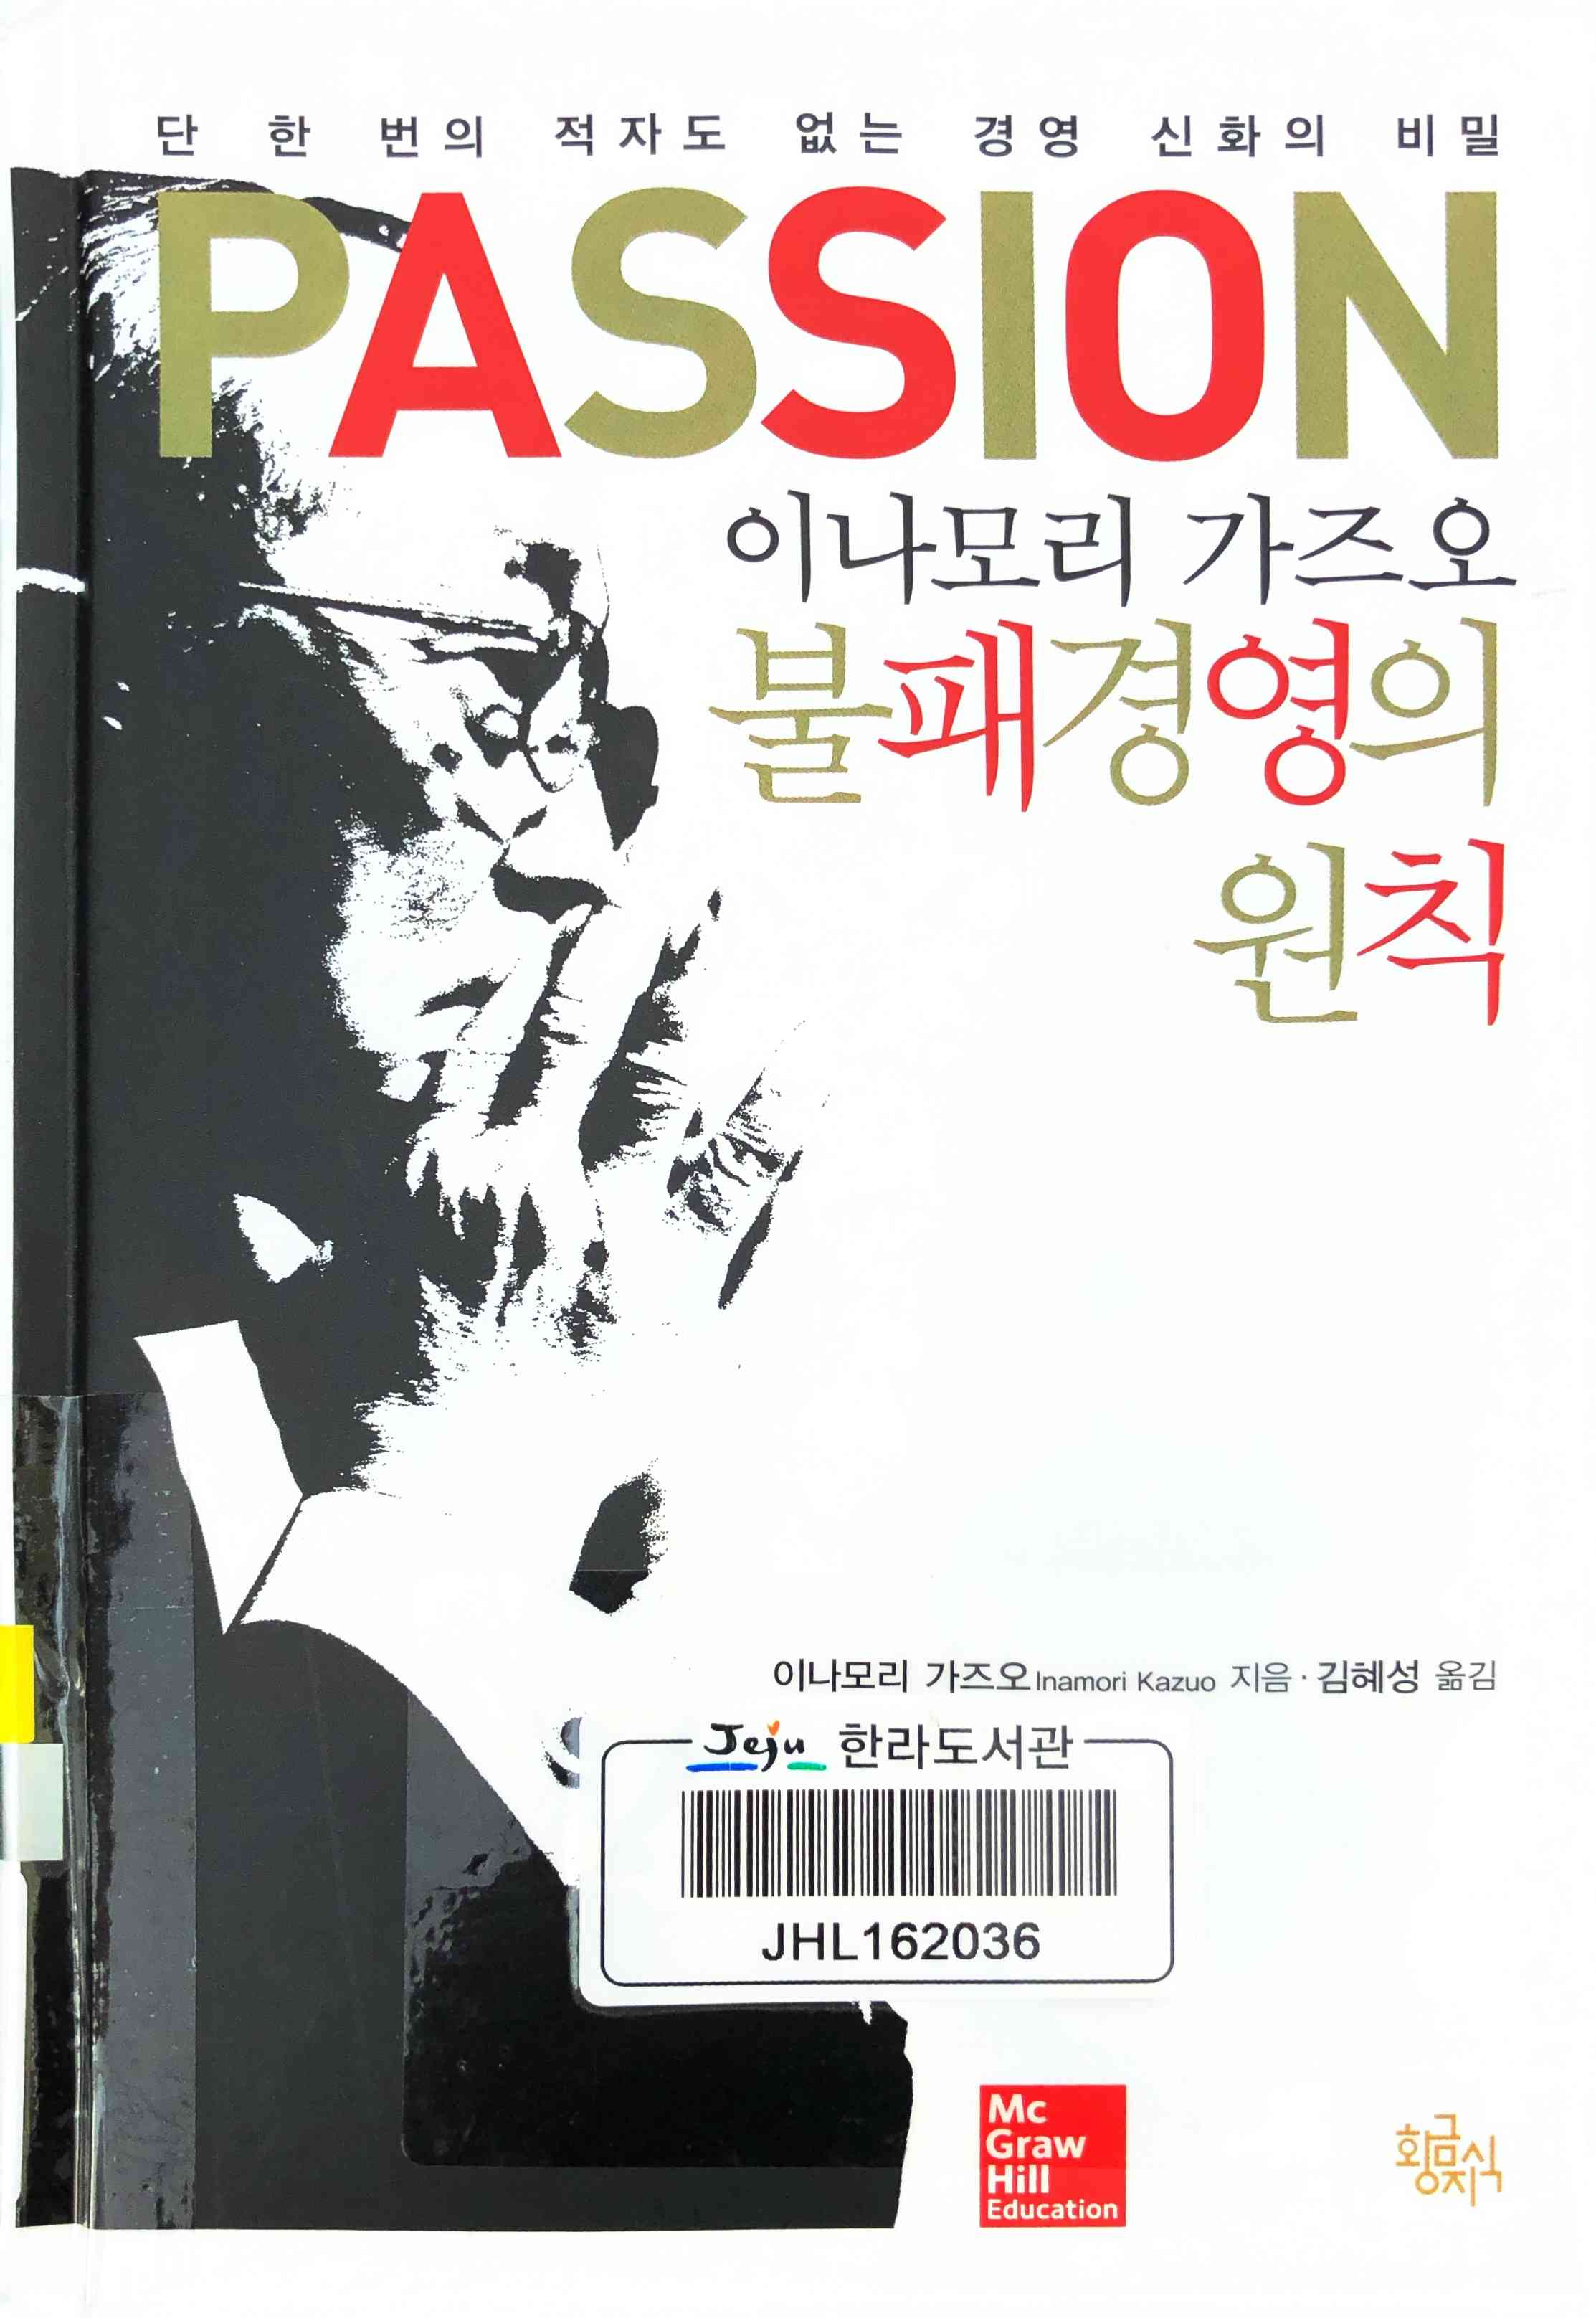 단 한 번의 적자도 없는 경영 신화의 비밀
PASSION
이나모리 가즈오
불패경영의
원칙
이나모리 가즈오 Inamori Kazuo 지음 · 김혜성 옮김
Jeju 한라도서관
JHL162036
Mc
Graw
Hill
Education
황금지식